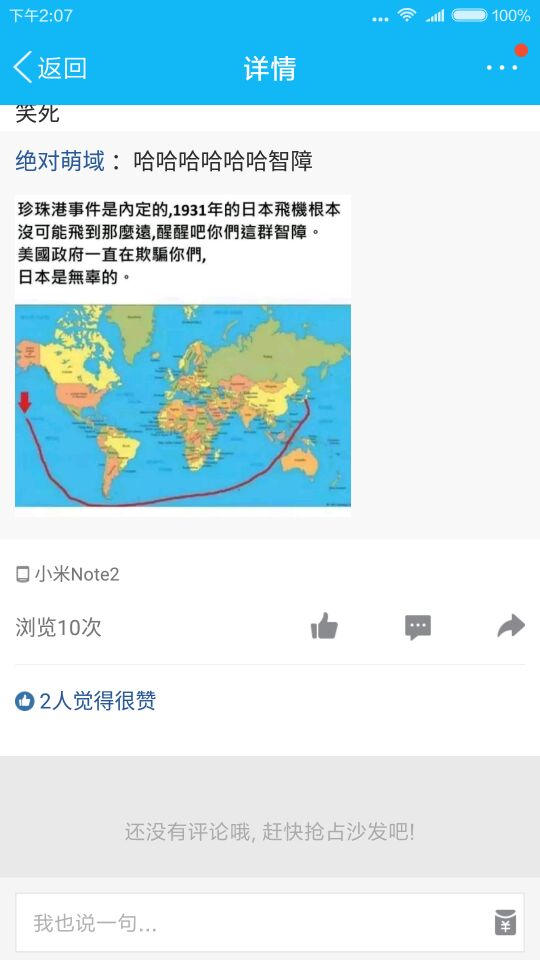 下午2:07
100%
返回
详情
笑死
绝对萌域：哈哈哈哈哈哈智障
珍珠港事件是內定的,1931年的日本飛機根本
沒可能飛到那麼遠,醒醒吧你們這群智障。
美國政府一直在欺騙你們,
日本是無辜的。
小米Note2
浏览10次
2人觉得很赞
还没有评论哦, 赶快抢占沙发吧!
我也说一句...
¥